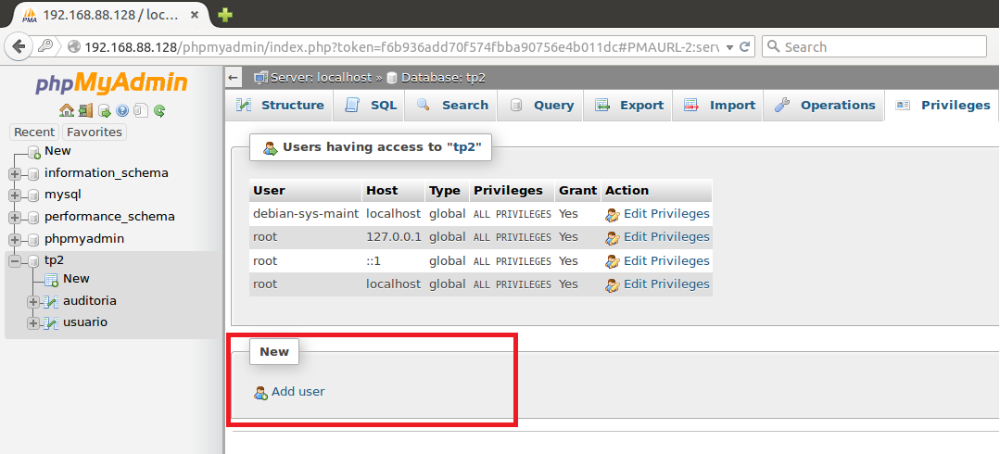 192.168.88.128 / loc…
192.168.88.128/phpmyadmin/index.php?token=f6b936add70f574fbba90756e4b011dc#PMAURL-2:serv
Search
phpMyAdmin
Recent Favorites
New
information_schema
mysql
performance_schema
phpmyadmin
tp2
New
auditoria
usuario
Server: localhost » Database: tp2
Structure SQL Search Query Export Import Operations Privileges
Users having access to "tp2"
User Host Type Privileges Grant Action
debian-sys-maint localhost global ALL PRIVILEGES Yes Edit Privileges
root 127.0.0.1 global ALL PRIVILEGES Yes Edit Privileges
root ::1 global ALL PRIVILEGES Yes Edit Privileges
root localhost global ALL PRIVILEGES Yes Edit Privileges
New
Add user